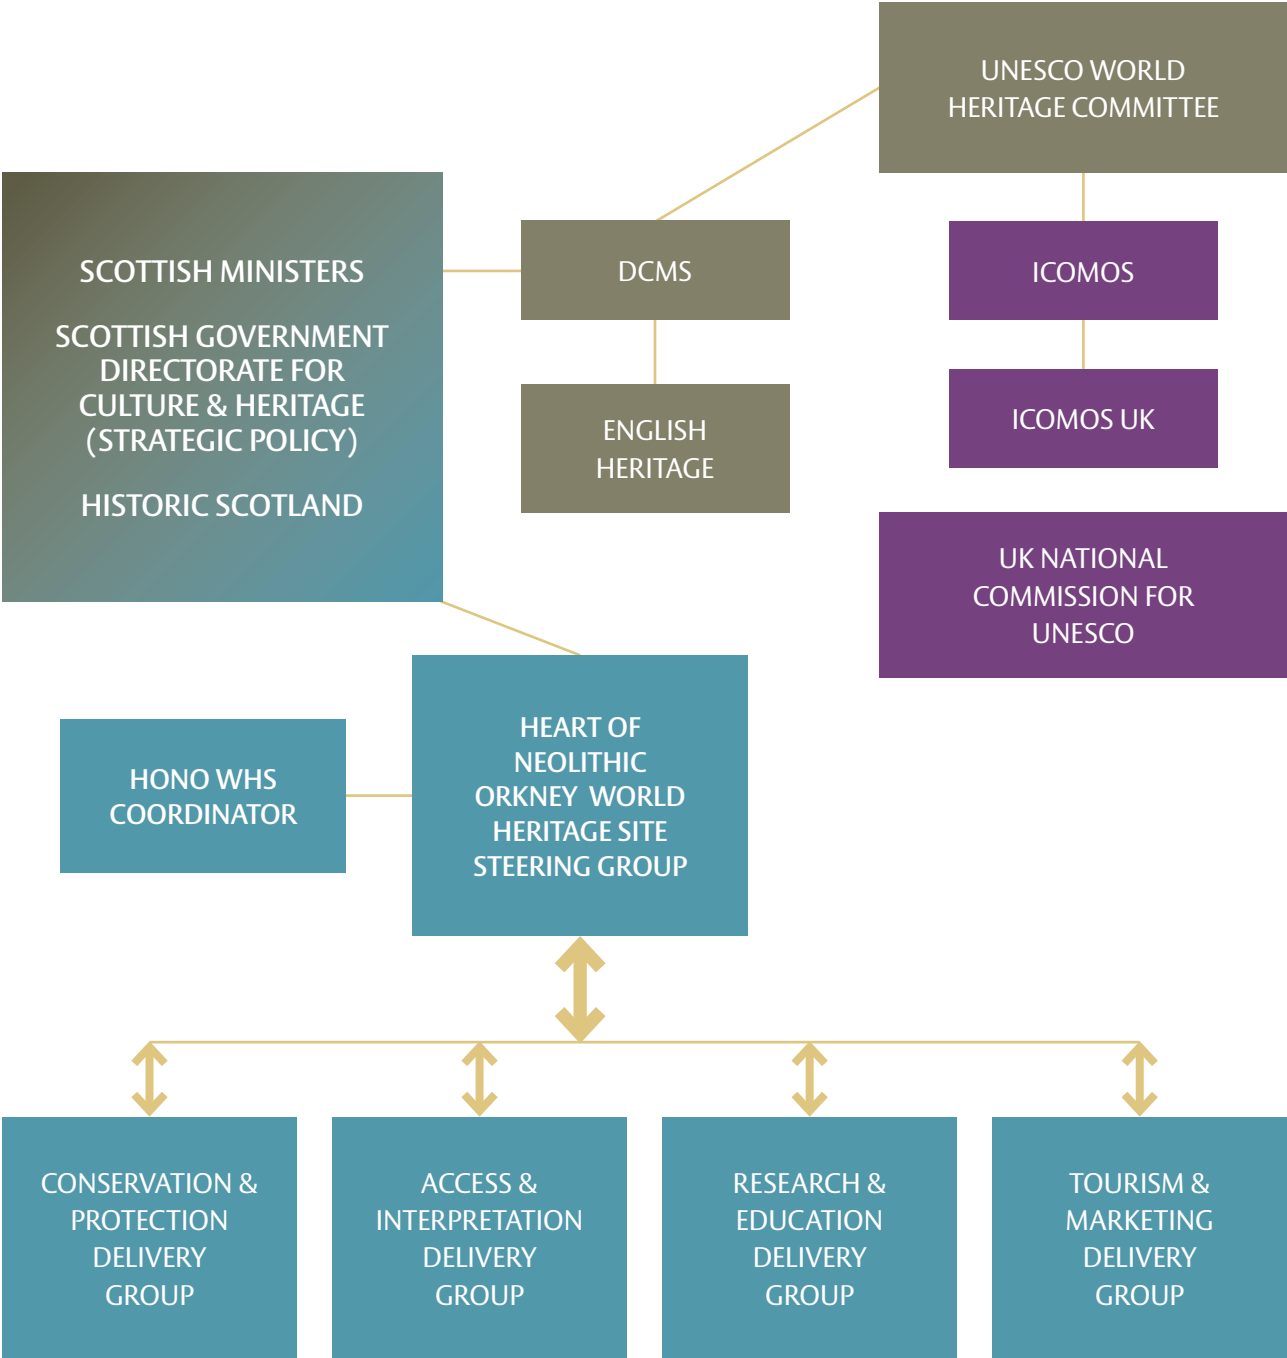 UNESCO WORLD
HERITAGE COMMITTEE
SCOTTISH MINISTERS
SCOTTISH GOVERNMENT
DIRECTORATE FOR
CULTURE & HERITAGE
(STRATEGIC POLICY)
HISTORIC SCOTLAND
DCMS
ICOMOS
ENGLISH
HERITAGE
ICOMOS UK
UK NATIONAL
COMMISSION FOR
UNESCO
HEART OF
NEOLITHIC
ORKNEY WORLD
HERITAGE SITE
STEERING GROUP
HONO WHS
COORDINATOR
CONSERVATION &
PROTECTION
DELIVERY
GROUP
ACCESS &
INTERPRETATION
DELIVERY
GROUP
RESEARCH &
EDUCATION
DELIVERY
GROUP
TOURISM &
MARKETING
DELIVERY
GROUP